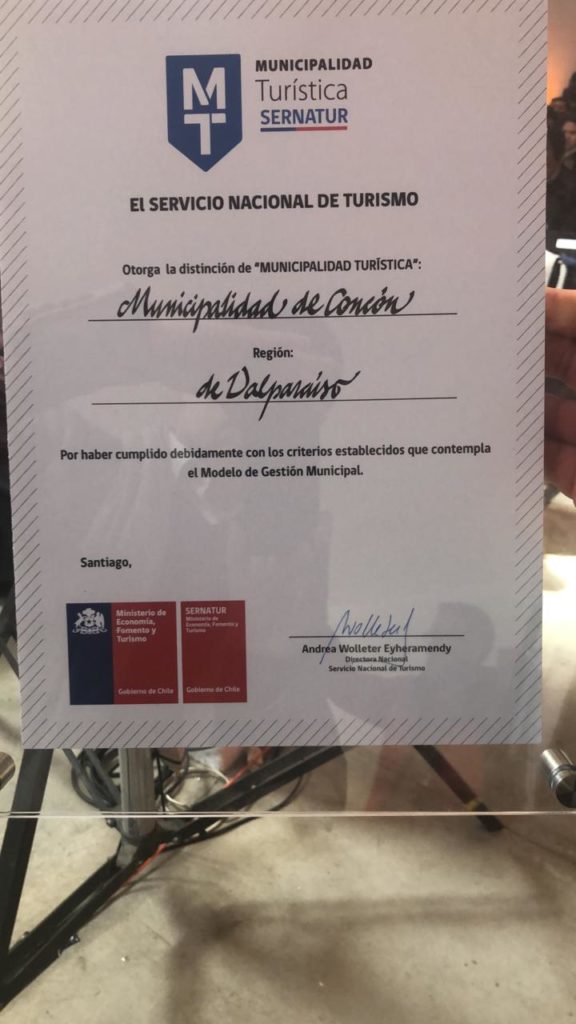 MT
MUNICIPALIDAD
Turística
SERNATUR
El SERVICIO NACIONAL DE TURISMO
Otorga la distinción de “MUNICIPALIDAD TURÍSTICA”:
Municipalidad de Concón
Región:
de Valparaíso
Por haber cumplido debidamente con los criterios establecidos que contempla
el Modelo de Gestión Municipal.
Santiago,
Ministerio de
Economía,
Fomento y
Turismo
Gobierno de Chile
SERNATUR
Ministerio de
Economía, Fomento y
Turismo
Gobierno de Chile
Andrea Wolleter Eyheramendy
Directora Nacional
Servicio Nacional de Turismo